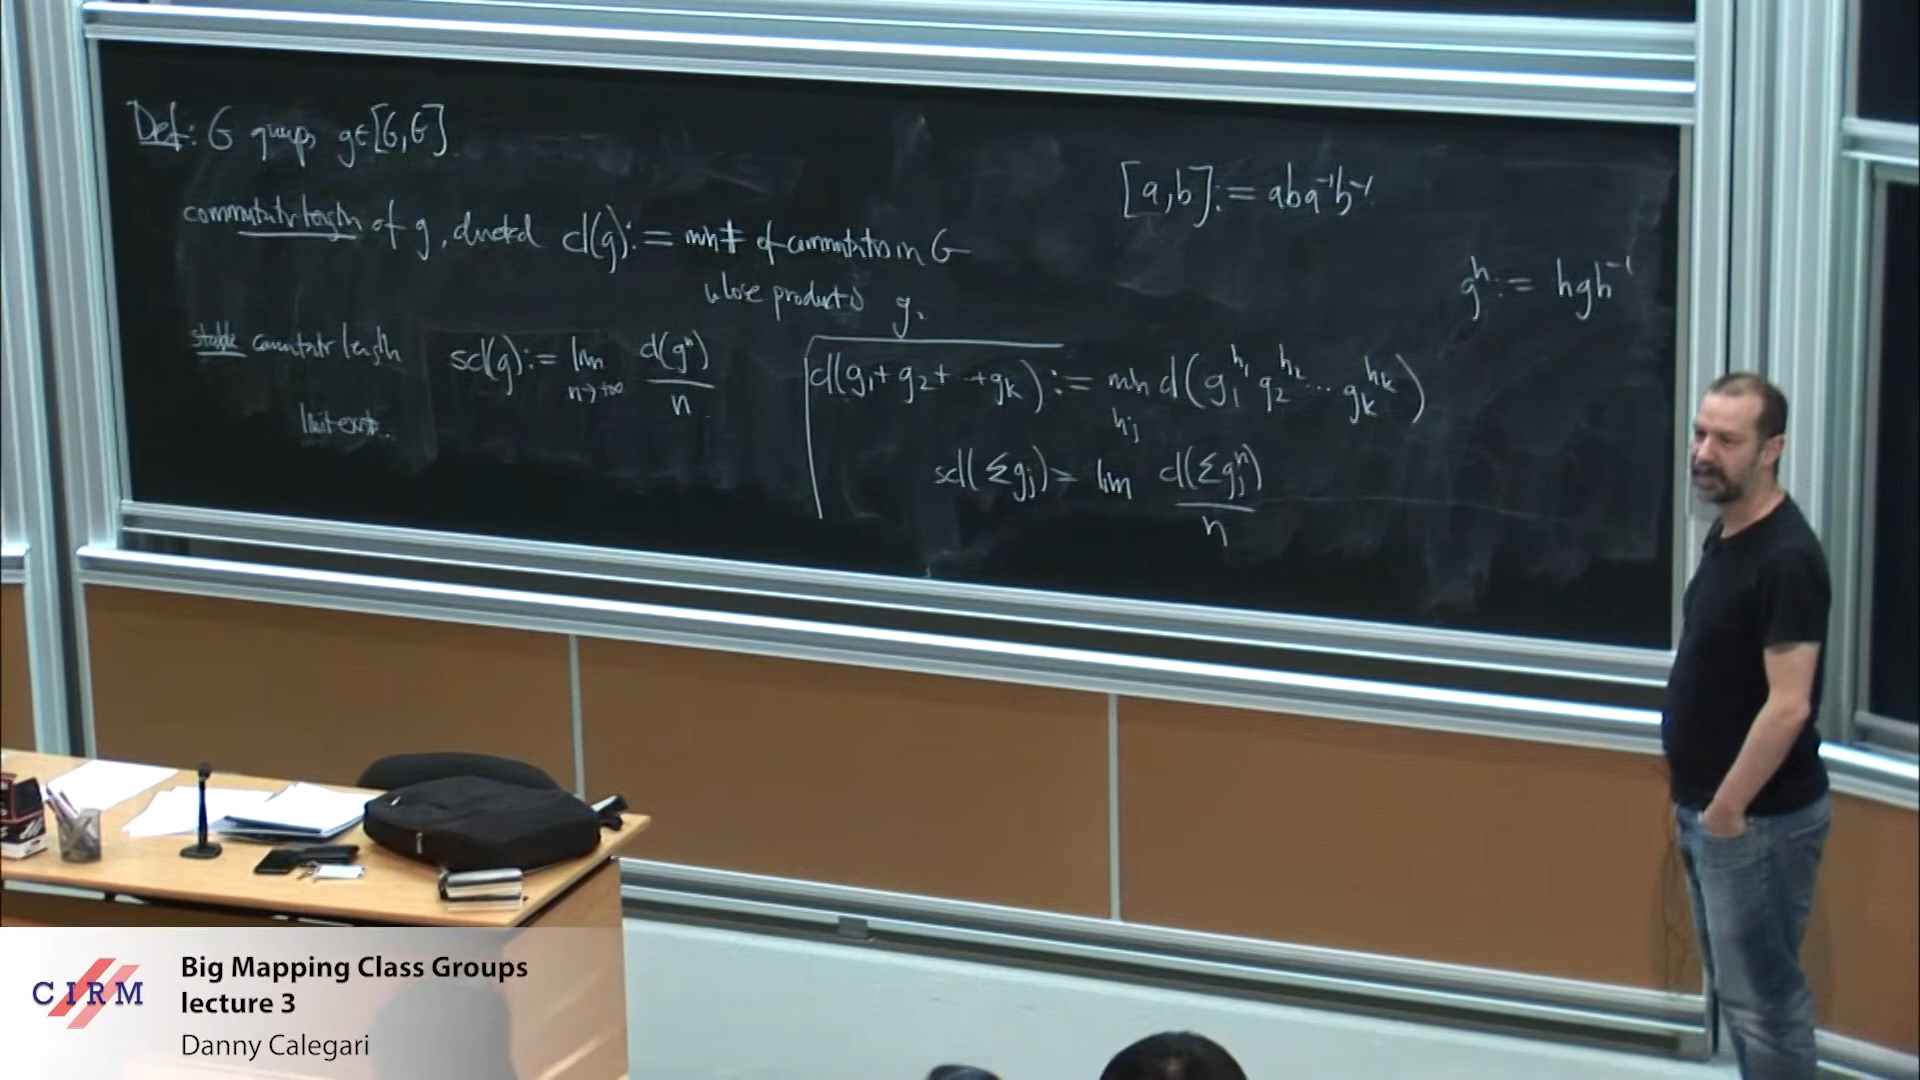 Def: G group, g∈[G,G]
commutator length of g, denoted cl(g) := min # of commutators in G
whose product is g.
stable commutator length scl(g) := lim n→+∞ cl(gⁿ)/n
limit exists.
[a,b] := aba⁻¹b⁻¹
g^h := hgh⁻¹
cl(g₁+g₂+…+g_k) := min_{h_j} cl(g₁^{h₁} g₂^{h₂} … g_k^{h_k})
scl(Σg_j) = lim cl(Σg_jⁿ)/n
CIRM
Big Mapping Class Groups
lecture 3
Danny Calegari